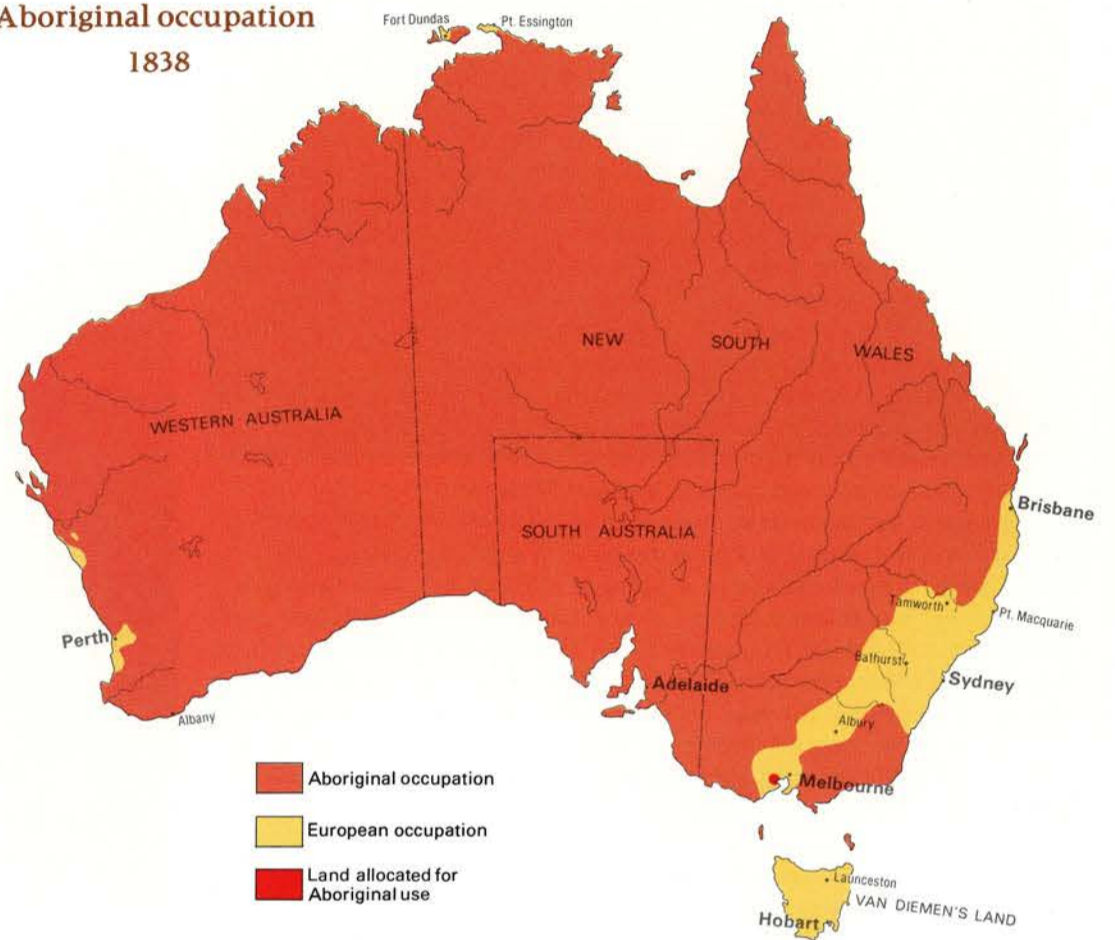 Aboriginal occupation
1838
Fort Dundas
Pt. Essington
NEW SOUTH WALES
WESTERN AUSTRALIA
SOUTH AUSTRALIA
Brisbane
Tamworth
Pt. Macquarie
Perth
Bathurst
Sydney
Adelaide
Albany
Albury
Melbourne
Aboriginal occupation
European occupation
Land allocated for
Aboriginal use
Launceston
VAN DIEMEN'S LAND
Hobart